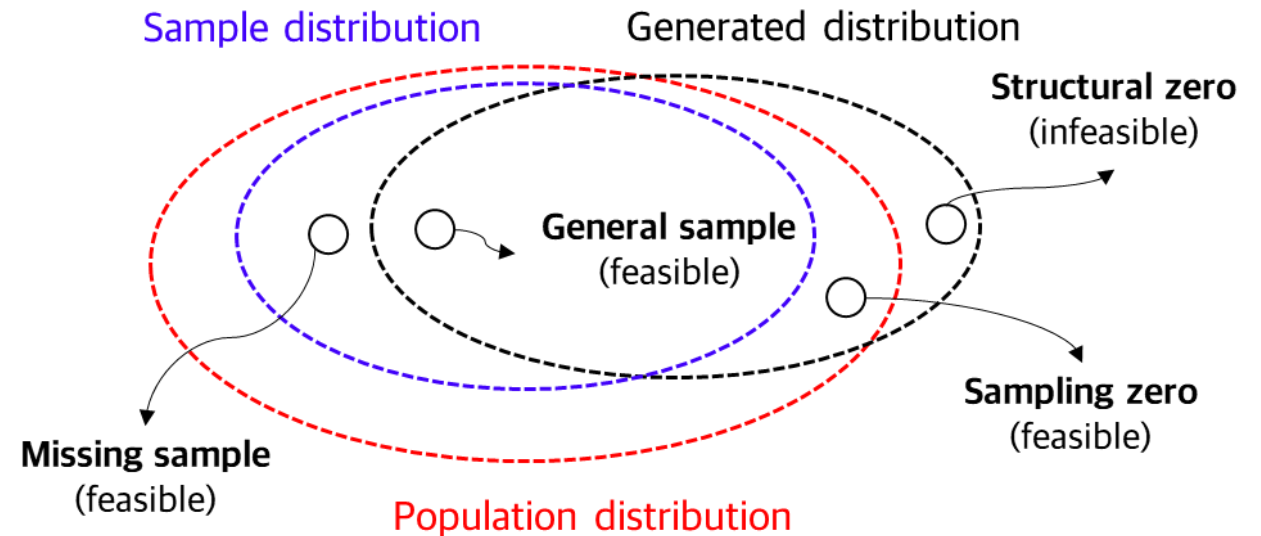 Sample distribution
Generated distribution
Structural zero
(infeasible)
General sample
(feasible)
Sampling zero
(feasible)
Missing sample
(feasible)
Population distribution